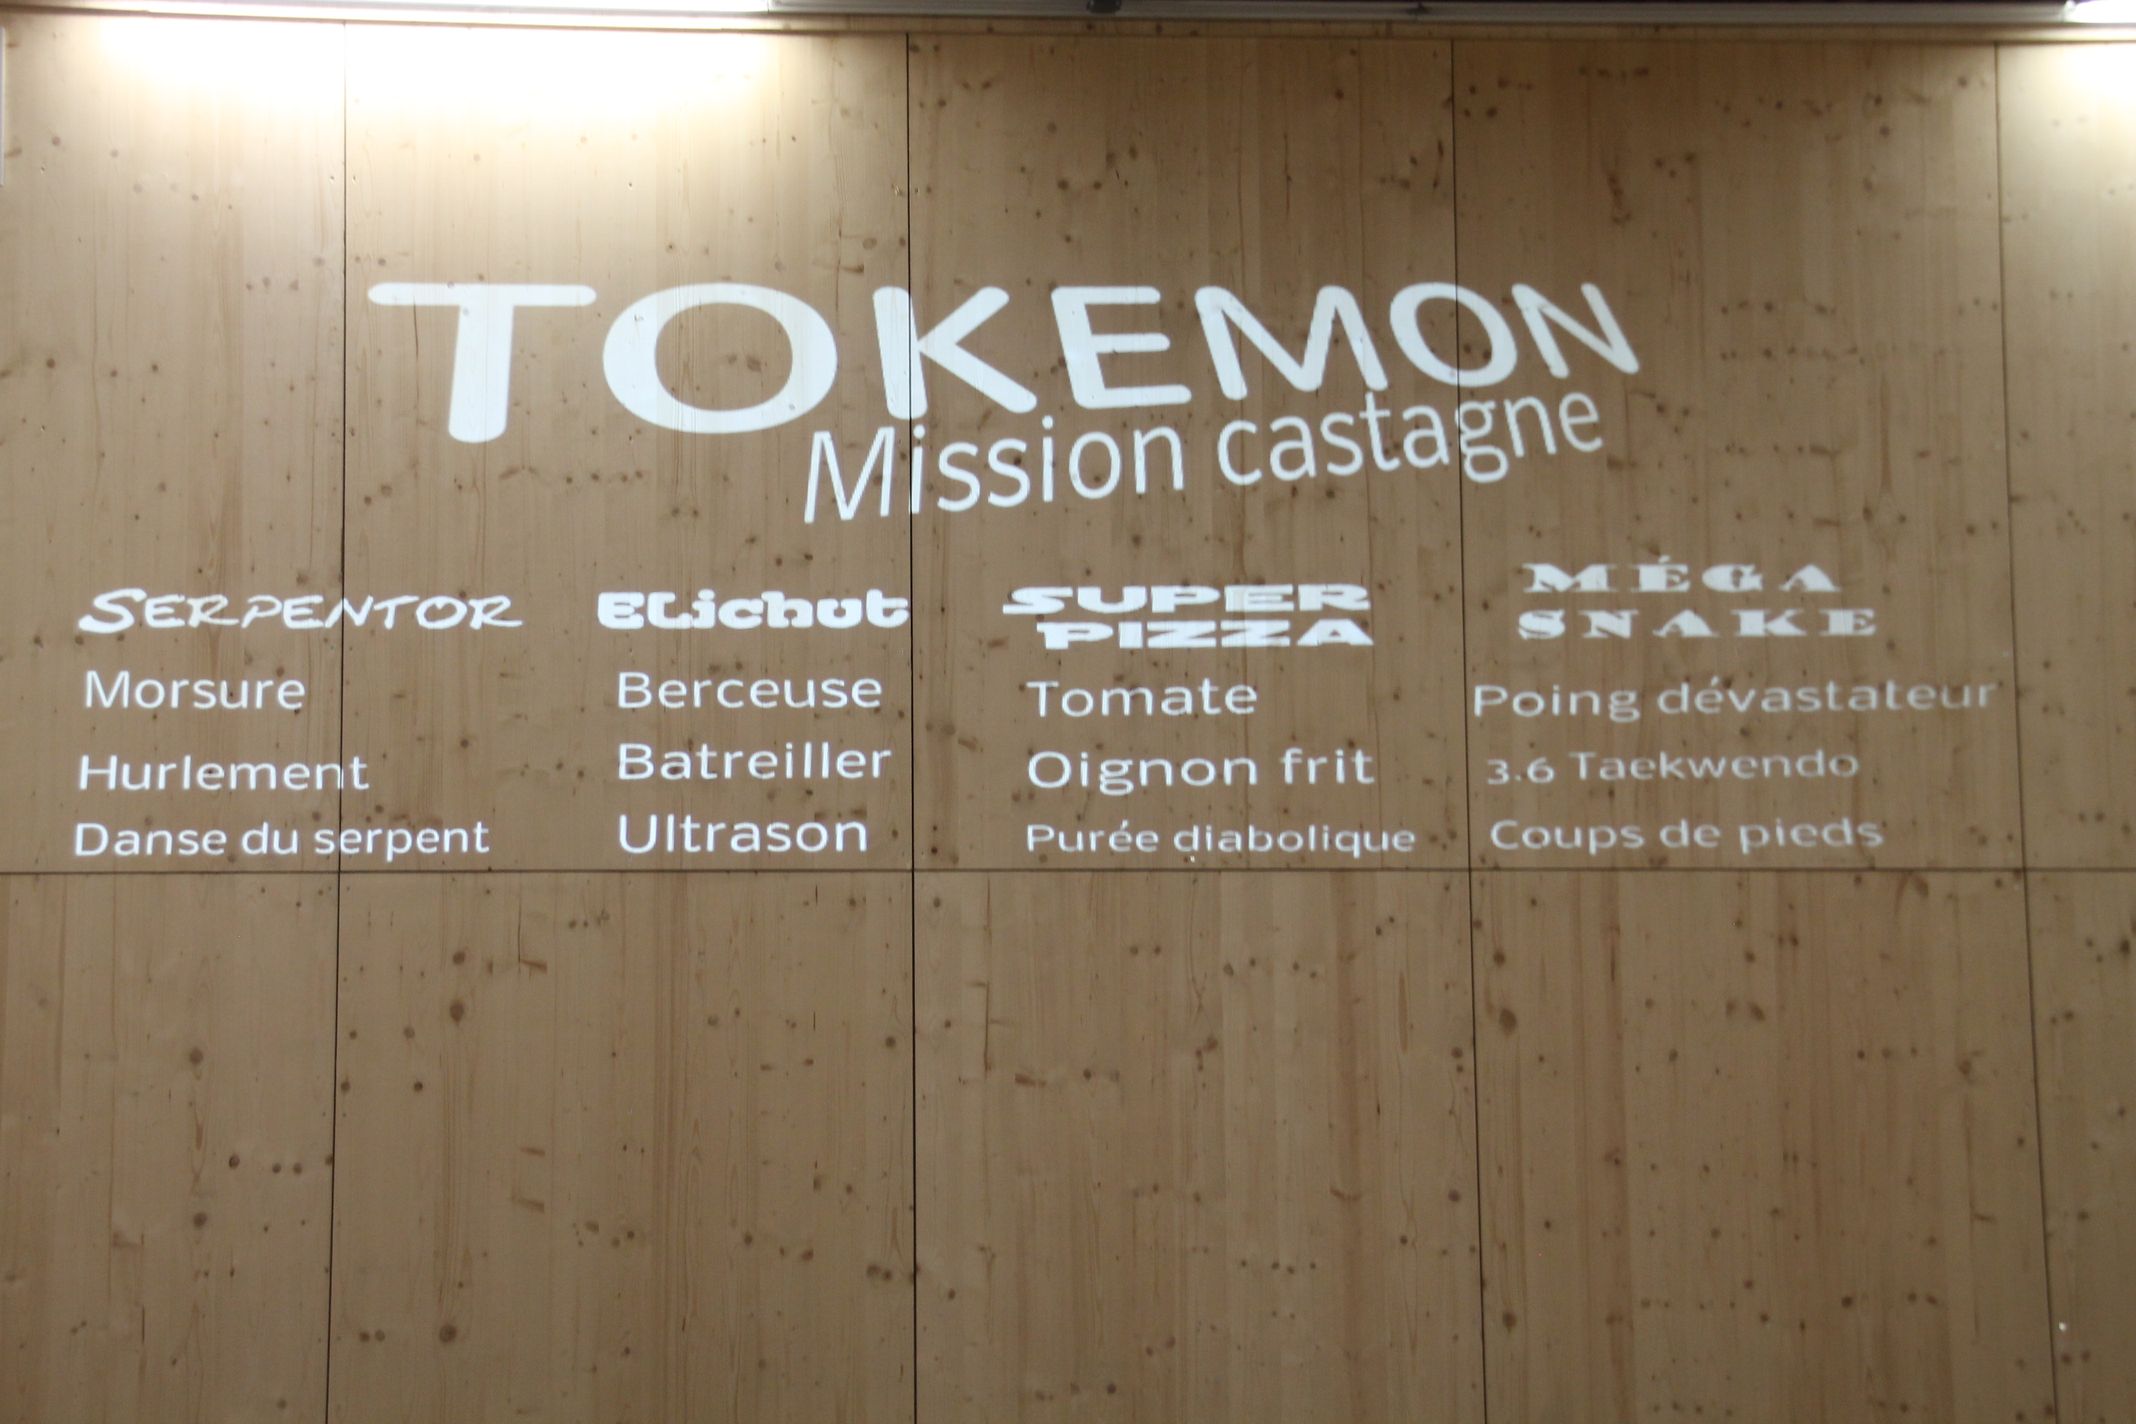 TOKEMON
Mission castagne
SERPENTOR
Morsure
Hurlement
Danse du serpent
ELichut
Berceuse
Batreiller
Ultrason
SUPER
PIZZA
Tomate
Oignon frit
Purée diabolique
MÉGA
SNAKE
Poing dévastateur
3.6 Taekwendo
Coups de pieds